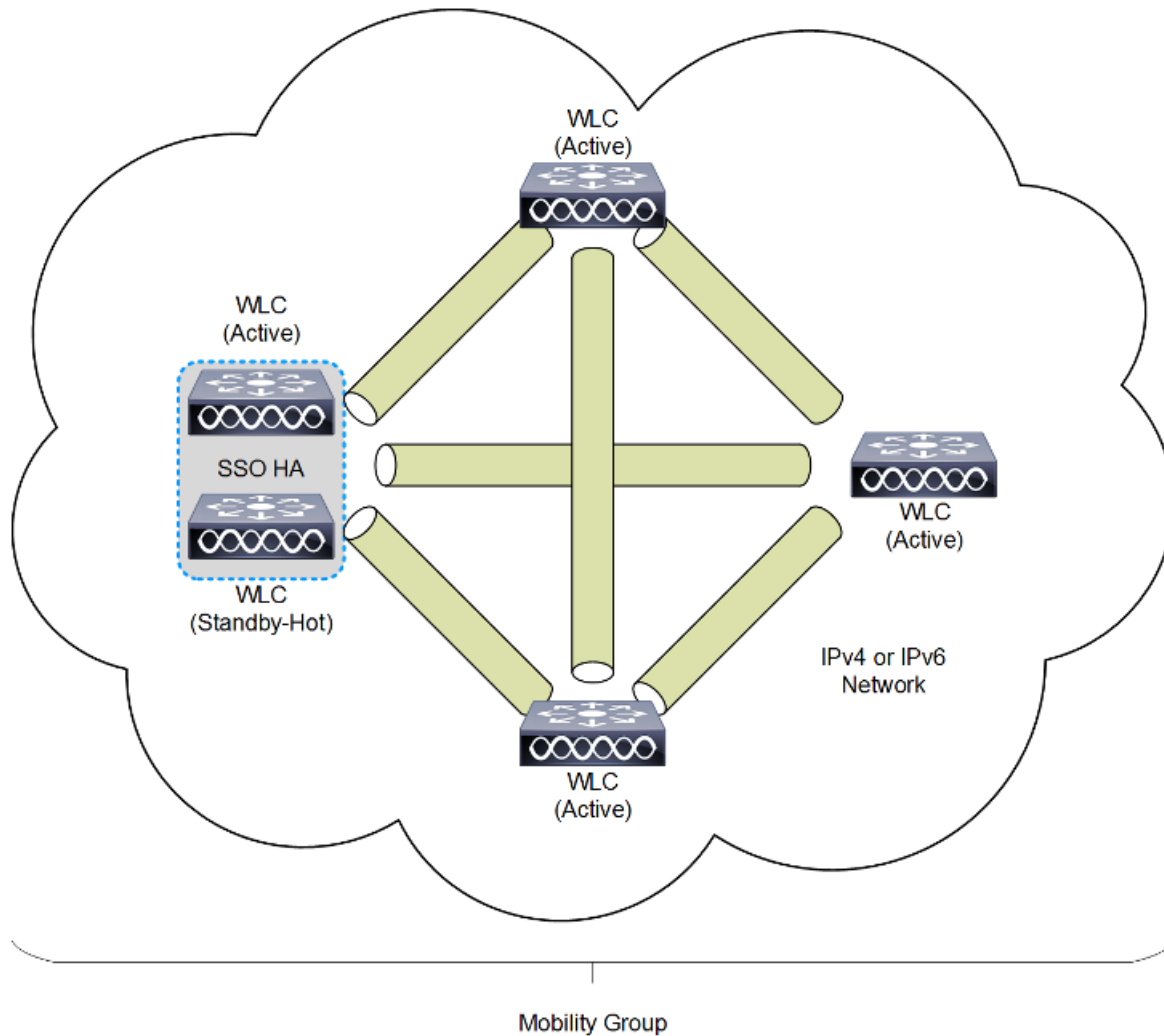 WLC
(Active)
WLC
(Active)
SSO HA
WLC
(Standby-Hot)
WLC
(Active)
IPv4 or IPv6
Network
WLC
(Active)
Mobility Group